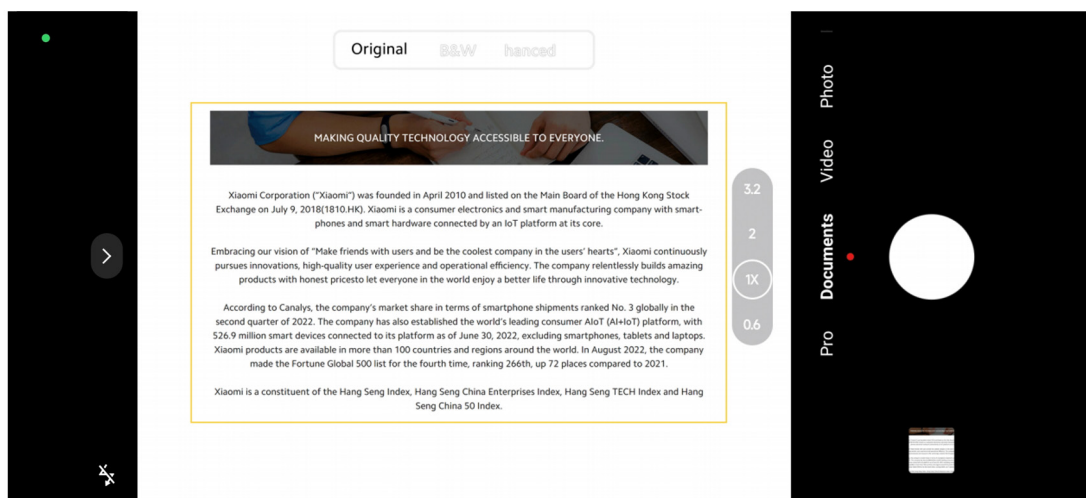 Original B&W hanced
MAKING QUALITY TECHNOLOGY ACCESSIBLE TO EVERYONE.
Xiaomi Corporation ("Xiaomi") was founded in April 2010 and listed on the Main Board of the Hong Kong Stock
Exchange on July 9, 2018(1810.HK). Xiaomi is a consumer electronics and smart manufacturing company with smart-
phones and smart hardware connected by an IoT platform at its core.
Embracing our vision of "Make friends with users and be the coolest company in the users' hearts", Xiaomi continuously
pursues innovations, high-quality user experience and operational efficiency. The company relentlessly builds amazing
products with honest pricesto let everyone in the world enjoy a better life through innovative technology.
According to Canalys, the company's market share in terms of smartphone shipments ranked No. 3 globally in the
second quarter of 2022. The company has also established the world's leading consumer AIoT (AI+IoT) platform, with
526.9 million smart devices connected to its platform as of June 30, 2022, excluding smartphones, tablets and laptops.
Xiaomi products are available in more than 100 countries and regions around the world. In August 2022, the company
made the Fortune Global 500 list for the fourth time, ranking 266th, up 72 places compared to 2021.
Xiaomi is a constituent of the Hang Seng Index, Hang Seng China Enterprises Index, Hang Seng TECH Index and Hang
Seng China 50 Index.
3.2
2
1X
0.6
Photo
Video
Documents
Pro